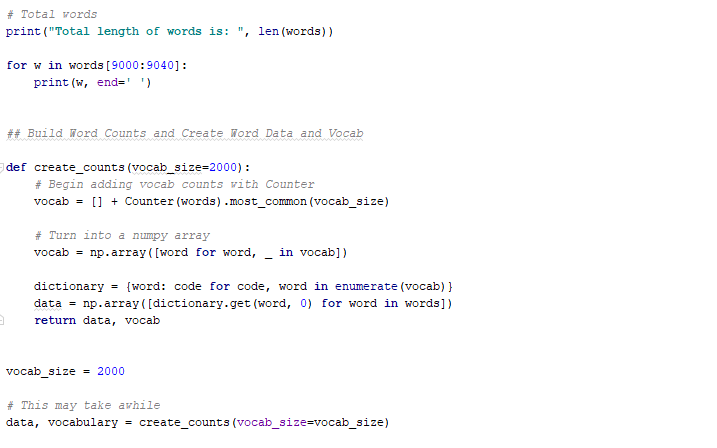 # Total words
print("Total length of words is: ", len(words))
for w in words[9000:9040]:
    print(w, end=' ')
## Build Word Counts and Create Word Data and Vocab
def create_counts(vocab_size=2000):
    # Begin adding vocab counts with Counter
    vocab = [] + Counter(words).most_common(vocab_size)
    # Turn into a numpy array
    vocab = np.array([word for word, _ in vocab])
    dictionary = {word: code for code, word in enumerate(vocab)}
    data = np.array([dictionary.get(word, 0) for word in words])
    return data, vocab
vocab_size = 2000
# This may take awhile
data, vocabulary = create_counts(vocab_size=vocab_size)